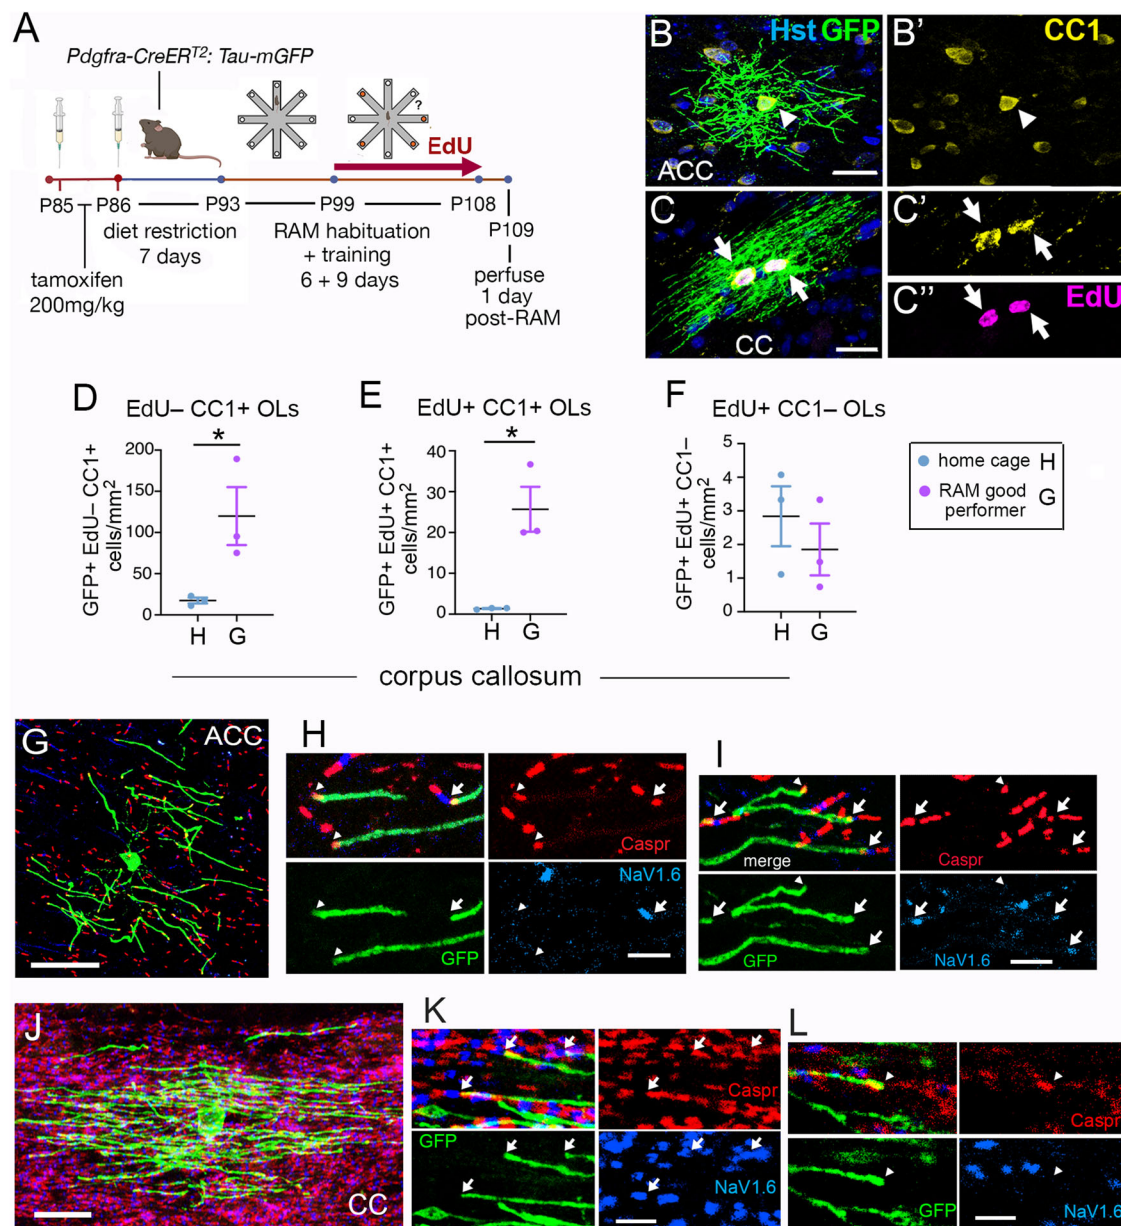 A
Pdgfra-CreERT2: Tau-mGFP
?
EdU
P85
P86
P93
P99
P108
P109
tamoxifen
200mg/kg
diet restriction
7 days
RAM habituation
+ training
6 + 9 days
perfuse
1 day
post-RAM
B
Hst GFP
ACC
B'
CC1
C
CC
C'
C''
EdU
D
EdU– CC1+ OLs
GFP+ EdU– CC1+
cells/mm2
200
150
100
50
0
*
H
G
E
EdU+ CC1+ OLs
GFP+ EdU+ CC1+
cells/mm2
40
30
20
10
0
*
H
G
F
EdU+ CC1– OLs
GFP+ EdU+ CC1–
cells/mm2
5
4
3
2
1
0
H
G
home cage H
RAM good
performer G
corpus callosum
G
ACC
H
Caspr
GFP
NaV1.6
I
merge
Caspr
GFP
NaV1.6
J
CC
K
Caspr
GFP
NaV1.6
L
Caspr
GFP
NaV1.6